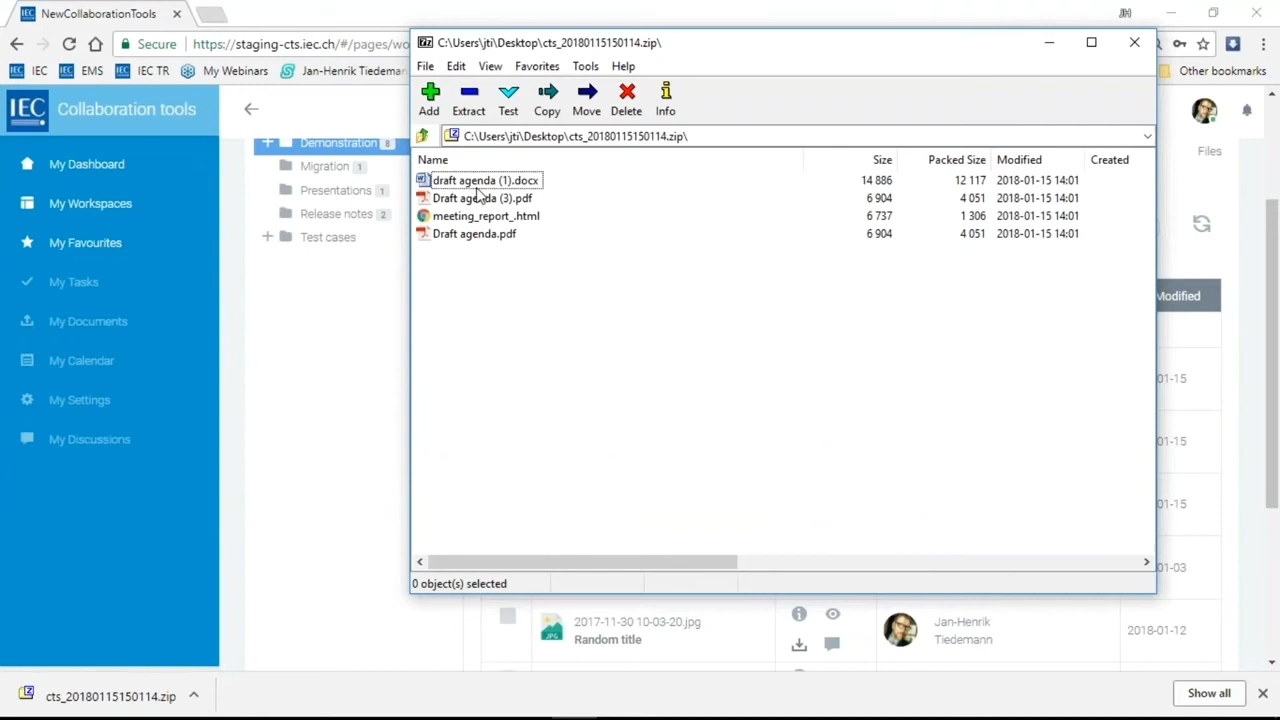 NewCollaborationTools
JH
Secure
https://staging-cts.iec.ch/#/pages/wo
IEC
EMS
IEC TR
My Webinars
Jan-Henrik Tiedemar
Other bookmarks
IEC
Collaboration tools
My Dashboard
My Workspaces
My Favourites
My Tasks
My Documents
My Calendar
My Settings
My Discussions
Demonstration 8
Migration 1
Presentations 1
Release notes 2
Test cases
C:\Users\jti\Desktop\cts_20180115150114.zip\
File Edit View Favorites Tools Help
Add Extract Test Copy Move Delete Info
C:\Users\jti\Desktop\cts_20180115150114.zip\
Name Size Packed Size Modified Created
draft agenda (1).docx 14 886 12 117 2018-01-15 14:01
Draft agenda (3).pdf 6 904 4 051 2018-01-15 14:01
meeting_report_.html 6 737 1 306 2018-01-15 14:01
Draft agenda.pdf 6 904 4 051 2018-01-15 14:01
0 object(s) selected
Files
Modified
01-15
01-15
01-15
01-03
2017-11-30 10-03-20.jpg
Random title
JPG
Jan-Henrik
Tiedemann
2018-01-12
cts_20180115150114.zip
Show all